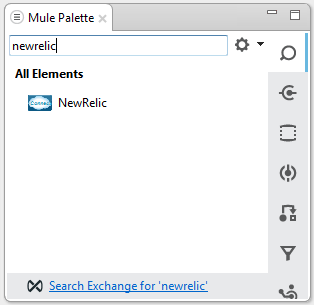 Mule Palette
newrelic
All Elements
NewRelic
Search Exchange for 'newrelic'